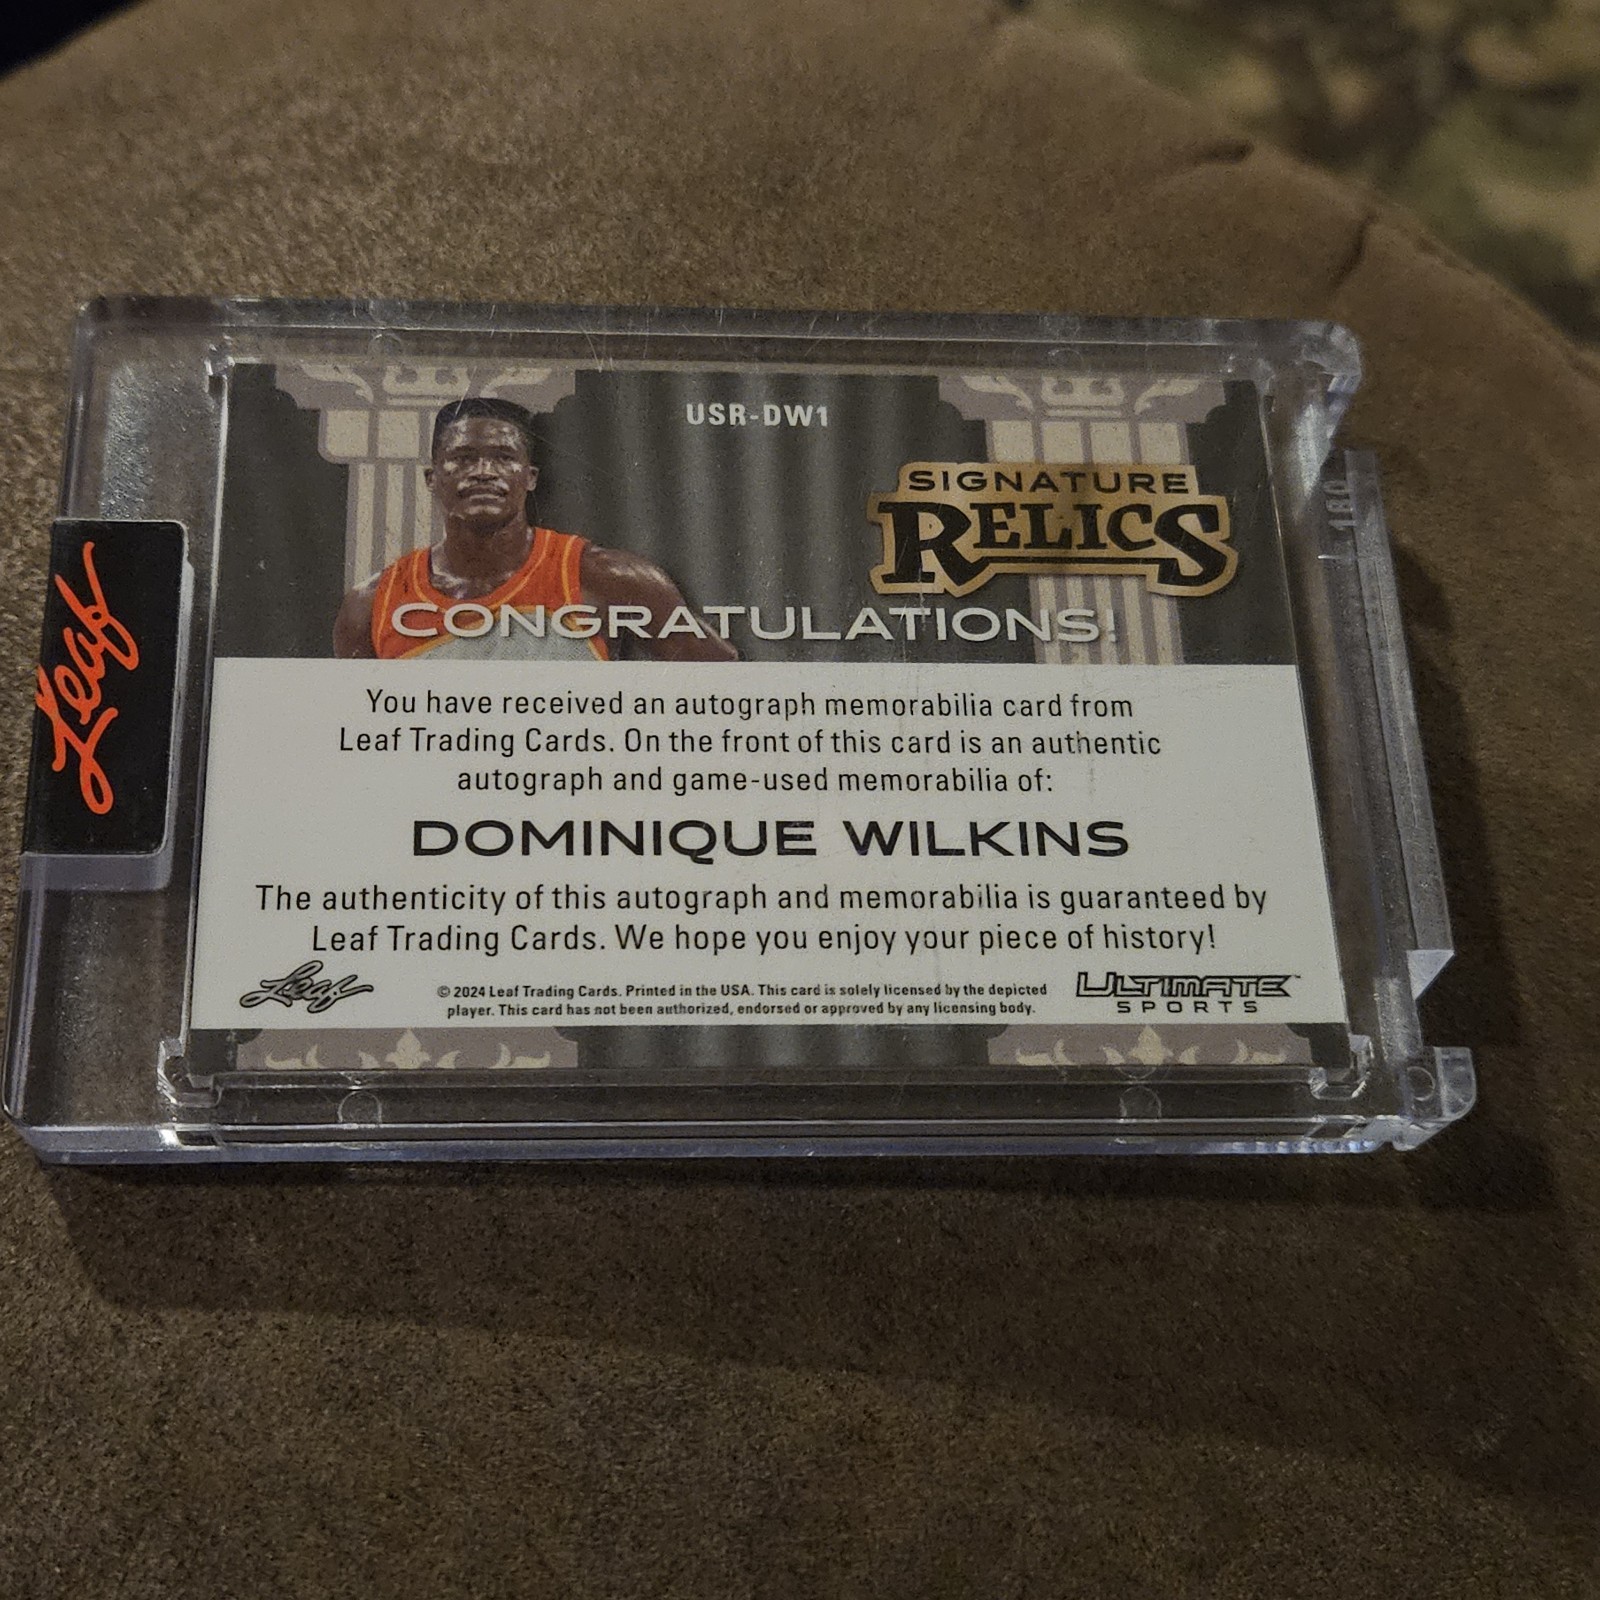 USR-DW1
SIGNATURE
RELICS
CONGRATULATIONS!
Leaf
You have received an autograph memorabilia card from
Leaf Trading Cards. On the front of this card is an authentic
autograph and game-used memorabilia of:
DOMINIQUE WILKINS
The authenticity of this autograph and memorabilia is guaranteed by
Leaf Trading Cards. We hope you enjoy your piece of history!
Leaf
© 2024 Leaf Trading Cards. Printed in the USA. This card is solely licensed by the depicted
player. This card has not been authorized, endorsed or approved by any licensing body.
ULTIMATE™
SPORTS